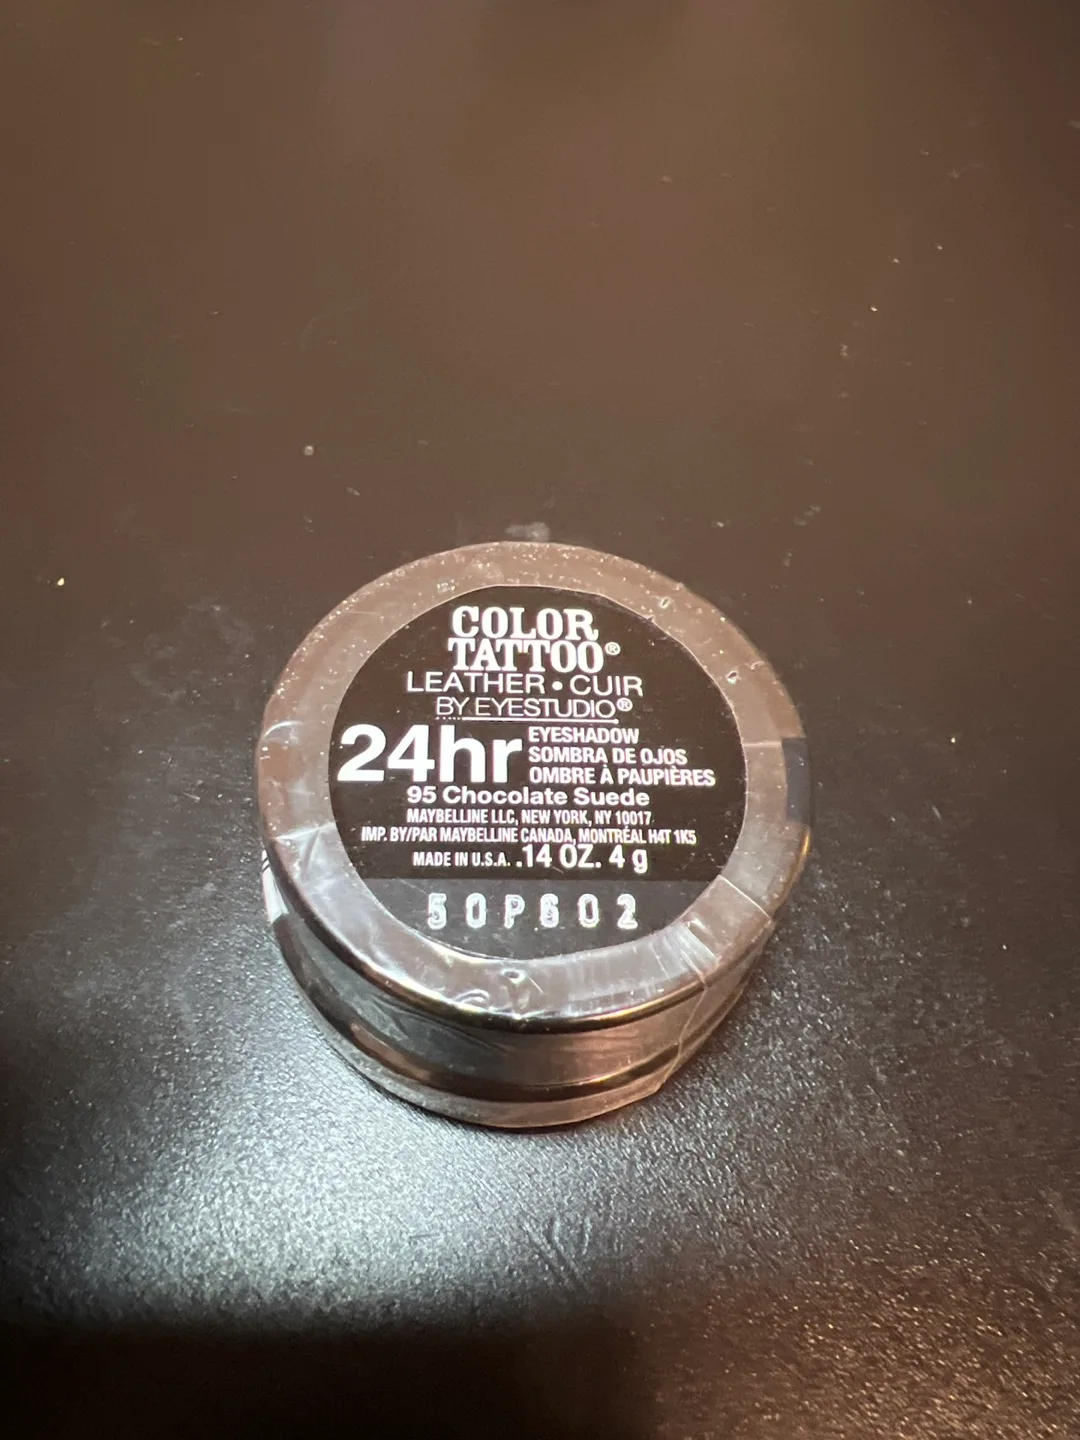 COLOR
TATTOO®
LEATHER • CUIR
BY EYESTUDIO®
24hr EYESHADOW
SOMBRA DE OJOS
OMBRE À PAUPIÈRES
95 Chocolate Suede
MAYBELLINE LLC, NEW YORK, NY 10017
IMP. BY/PAR MAYBELLINE CANADA, MONTRÉAL H4T 1K5
MADE IN U.S.A. .14 OZ. 4 g
50P602